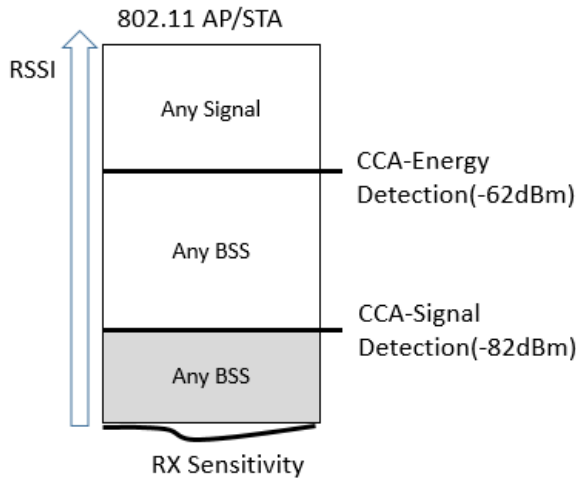 802.11 AP/STA
RSSI
Any Signal
CCA-Energy
Detection(-62dBm)
Any BSS
CCA-Signal
Detection(-82dBm)
Any BSS
RX Sensitivity